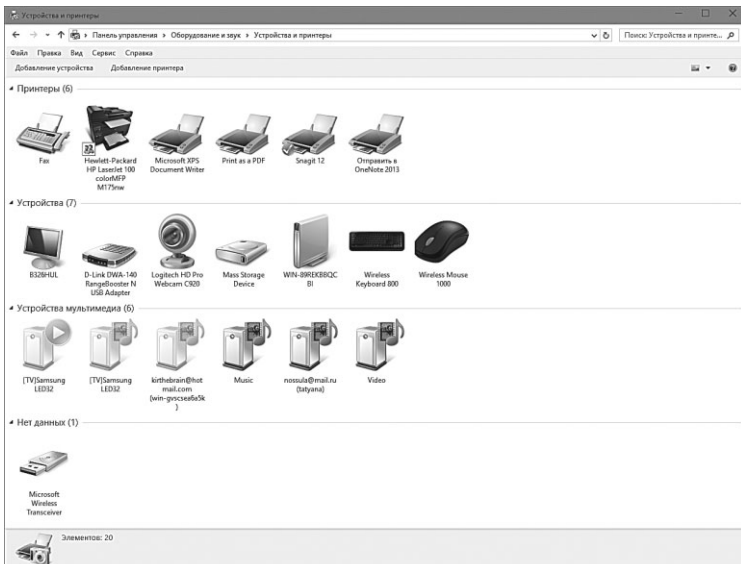 Устройства и принтеры
Панель управления › Оборудование и звук › Устройства и принтеры
Поиск: Устройства и принте...
Файл Правка Вид Сервис Справка
Добавление устройства Добавление принтера
Принтеры (6)
Fax
Hewlett-Packard
HP LaserJet 100
colorMFP
M175nw
Microsoft XPS
Document Writer
Print as a PDF
Snagit 12
Отправить в
OneNote 2013
Устройства (7)
B326HUL
D-Link DWA-140
RangeBooster N
USB Adapter
Logitech HD Pro
Webcam C920
Mass Storage
Device
WIN-89REKBBQC
BI
Wireless
Keyboard 800
Wireless Mouse
1000
Устройства мультимедиа (6)
[TV]Samsung
LED32
[TV]Samsung
LED32
kirthebrain@hot
mail.com
(win-gvscsea6a5k
)
Music
nossula@mail.ru
(tatyana)
Video
Нет данных (1)
Microsoft
Wireless
Transceiver
Элементов: 20